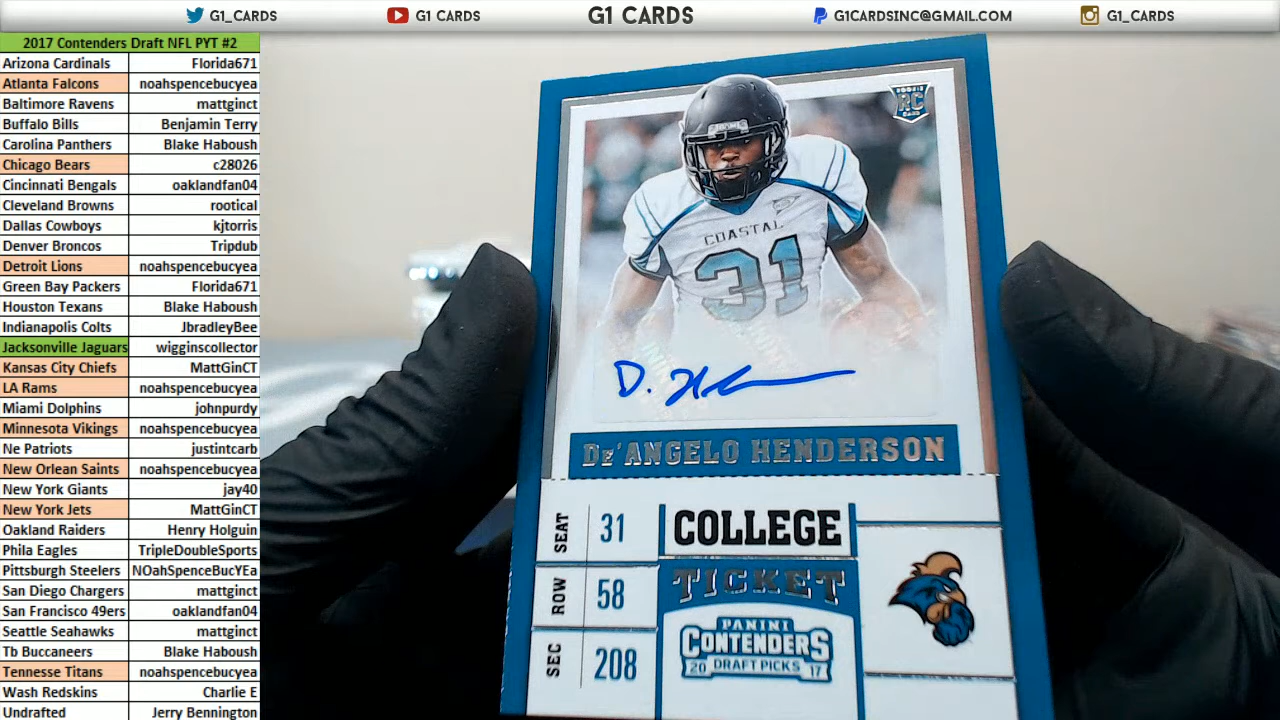 G1_CARDS
G1 CARDS
G1 CARDS
G1CARDSINC@GMAIL.COM
G1_CARDS
2017 Contenders Draft NFL PYT #2
Arizona Cardinals Florida671
Atlanta Falcons noahspencebucyea
Baltimore Ravens mattginct
Buffalo Bills Benjamin Terry
Carolina Panthers Blake Haboush
Chicago Bears c28026
Cincinnati Bengals oaklandfan04
Cleveland Browns rootical
Dallas Cowboys kjtorris
Denver Broncos Tripdub
Detroit Lions noahspencebucyea
Green Bay Packers Florida671
Houston Texans Blake Haboush
Indianapolis Colts JbradleyBee
Jacksonville Jaguars wigginscollector
Kansas City Chiefs MattGinCT
LA Rams noahspencebucyea
Miami Dolphins johnpurdy
Minnesota Vikings noahspencebucyea
Ne Patriots justintcarb
New Orlean Saints noahspencebucyea
New York Giants jay40
New York Jets MattGinCT
Oakland Raiders Henry Holguin
Phila Eagles TripleDoubleSports
Pittsburgh Steelers NOahSpenceBucYEa
San Diego Chargers mattginct
San Francisco 49ers oaklandfan04
Seattle Seahawks mattginct
Tb Buccaneers Blake Haboush
Tennesse Titans noahspencebucyea
Wash Redskins Charlie E
Undrafted Jerry Bennington
RC
COASTAL
31
DE'ANGELO HENDERSON
SEAT 31
ROW 58
SEC 208
COLLEGE
TICKET
PANINI
CONTENDERS
20 DRAFT PICKS 17